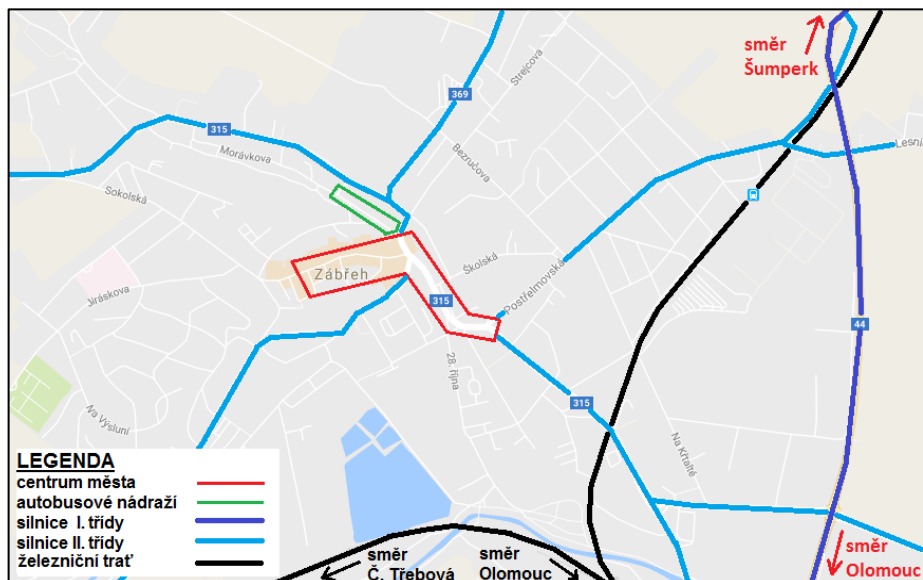 směr
Šumperk
369
315
Strejcova
Morávkova
Bezručova
Lesní
Sokolská
Školská
Zábřeh
Postřelmovská
Jiráskova
315
44
28. října
315
Na Výsluní
Na Křtaltě
LEGENDA
centrum města
autobusové nádraží
silnice I. třídy
silnice II. třídy
železniční trať
směr
Č. Třebová
směr
Olomouc
směr
Olomouc